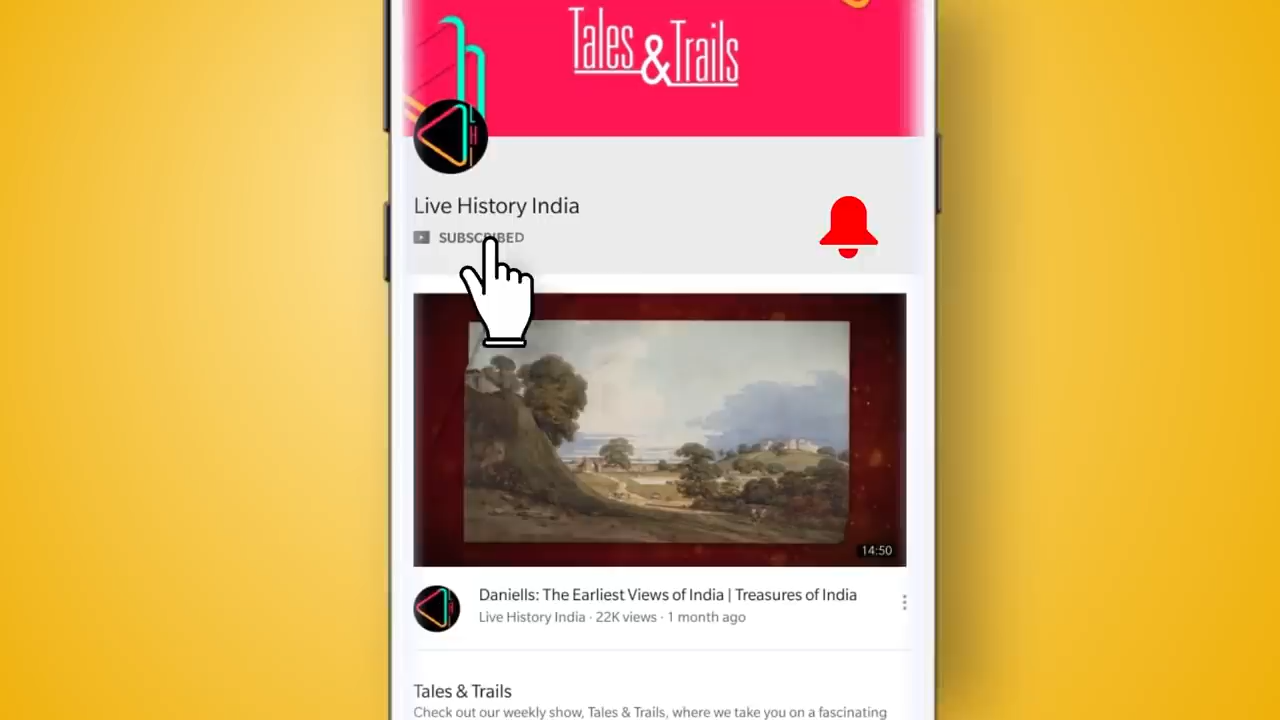 Tales & Trails
Live History India
SUBSCRIBED
14:50
Daniells: The Earliest Views of India | Treasures of India
Live History India · 22K views · 1 month ago
Tales & Trails
Check out our weekly show, Tales & Trails, where we take you on a fascinating